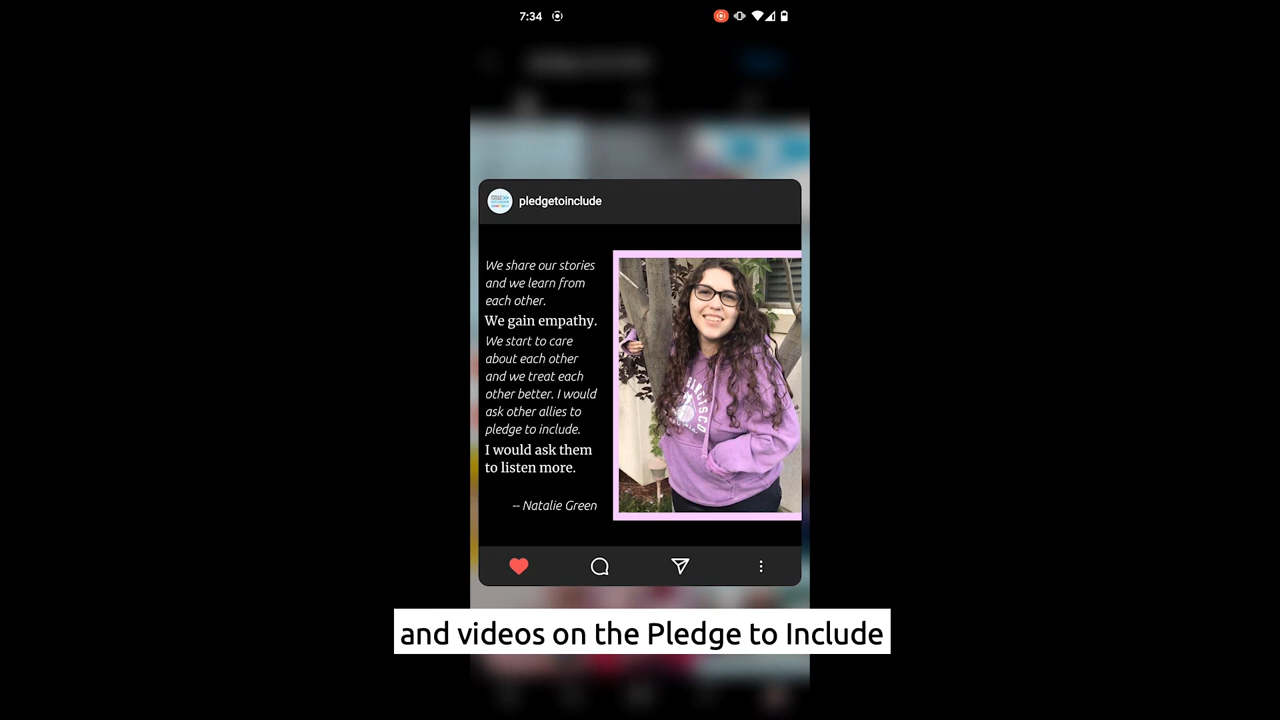 7:34
pledgetoinclude
We share our stories
and we learn from
each other.
We gain empathy.
We start to care
about each other
and we treat each
other better. I would
ask other allies to
pledge to include.
I would ask them
to listen more.
-- Natalie Green
and videos on the Pledge to Include